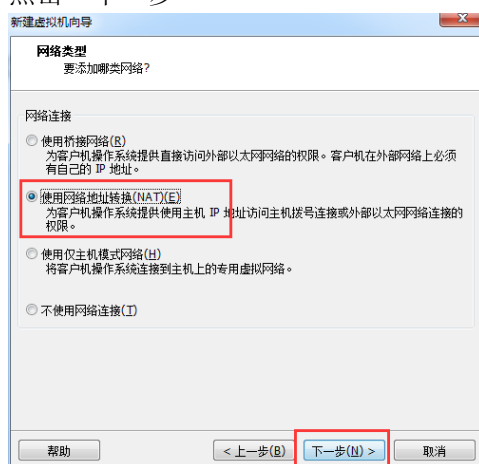 新建虚拟机向导
网络类型
要添加哪类网络?
网络连接
使用桥接网络(R)
为客户机操作系统提供直接访问外部以太网网络的权限。客户机在外部网络上必须
有自己的 IP 地址。
使用网络地址转换(NAT)(E)
为客户机操作系统提供使用主机 IP 地址访问主机拨号连接或外部以太网网络连接的
权限。
使用仅主机模式网络(H)
将客户机操作系统连接到主机上的专用虚拟网络。
不使用网络连接(T)
帮助
< 上一步(B)
下一步(N) >
取消